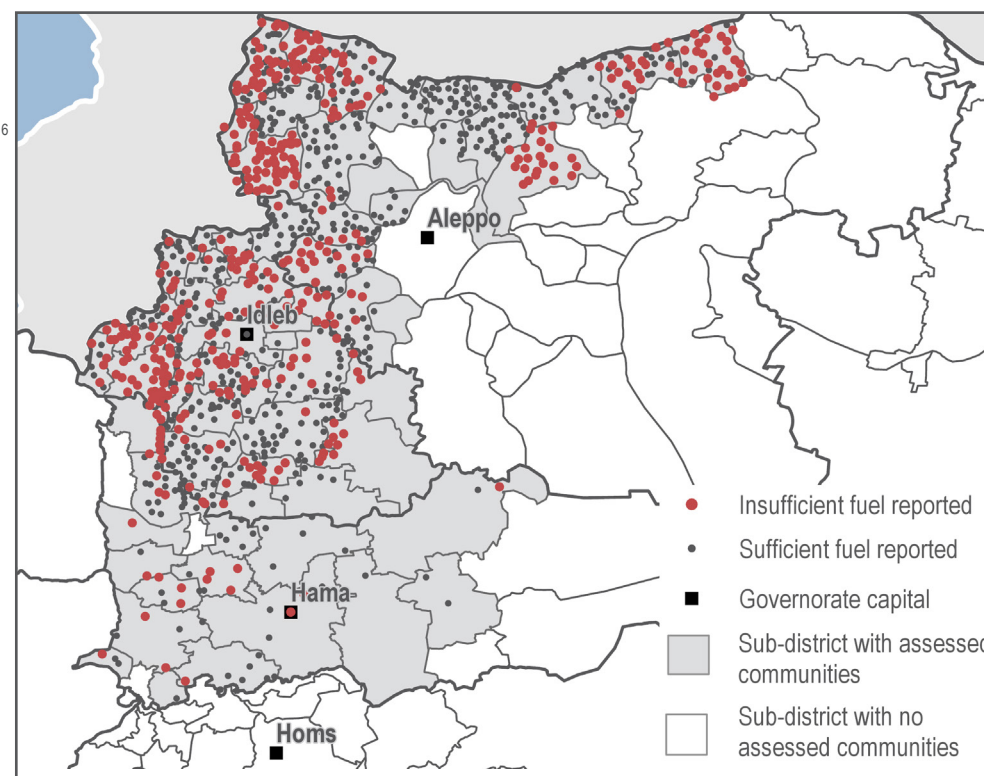 6
Aleppo
Idleb
Hama
Homs
Insufficient fuel reported
Sufficient fuel reported
Governorate capital
Sub-district with assessed
communities
Sub-district with no
assessed communities